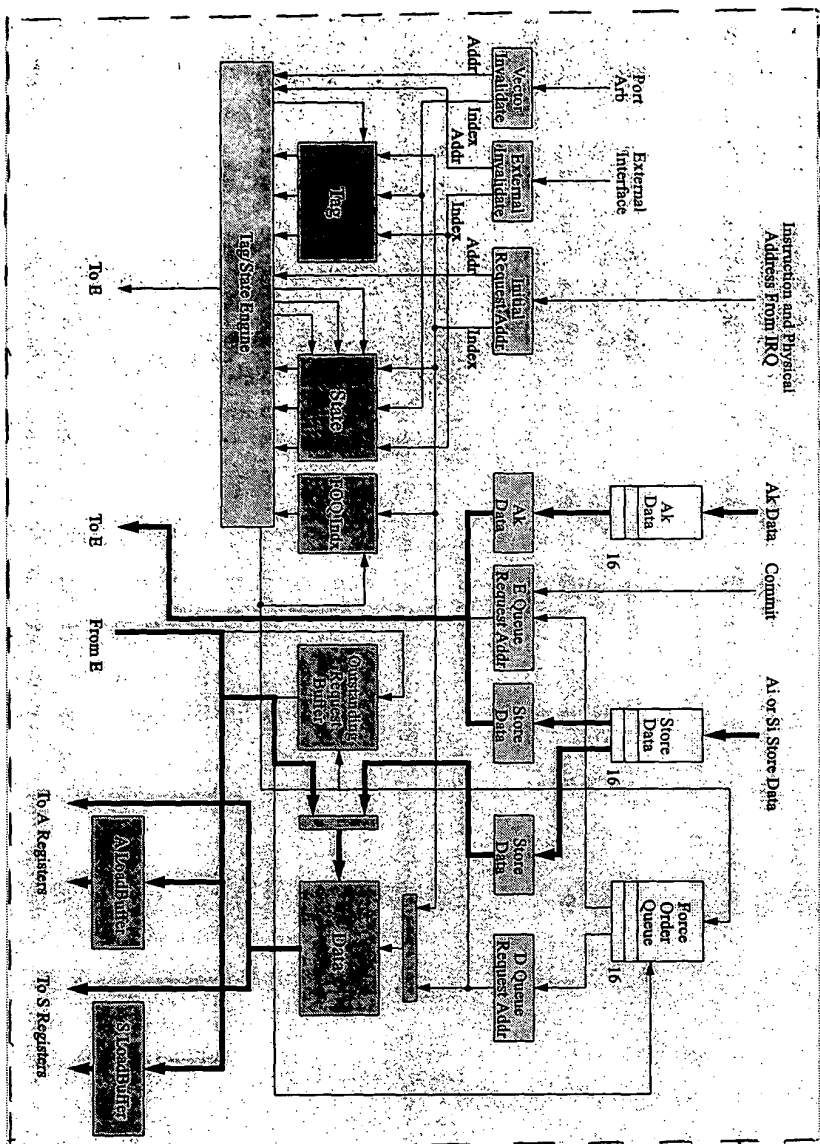 Port
Arb
External
Interface
Instruction and Physical
Address From IRQ
Ak Data
Commit
Ai or Si Store Data
Ak
Data
16
Store
Data
16
Force
Order
Queue
16
Vector
Invalidate
External
Invalidate
Initial
Request Addr
Ak
Data
E Queue
Request Addr
Store
Data
Store
Data
D Queue
Request Addr
Addr
Index
Addr
Index
Addr
Index
Tag
State
FOQ Indx
Outstanding
Request
Buffer
Data
Tag/State Engine
A LoadBuffer
S LoadBuffer
To E
To E
From E
To A Registers
To S Registers